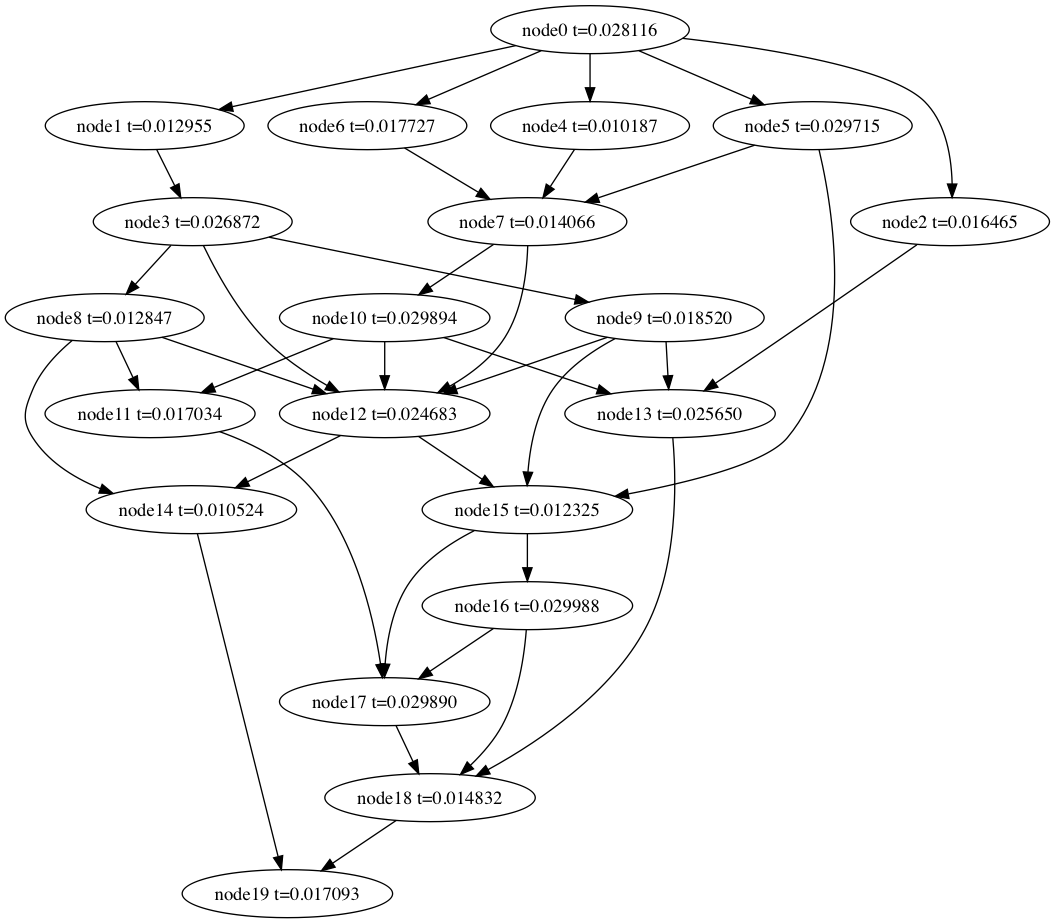 node0 t=0.028116
node1 t=0.012955
node6 t=0.017727
node4 t=0.010187
node5 t=0.029715
node3 t=0.026872
node7 t=0.014066
node2 t=0.016465
node8 t=0.012847
node10 t=0.029894
node9 t=0.018520
node11 t=0.017034
node12 t=0.024683
node13 t=0.025650
node14 t=0.010524
node15 t=0.012325
node16 t=0.029988
node17 t=0.029890
node18 t=0.014832
node19 t=0.017093